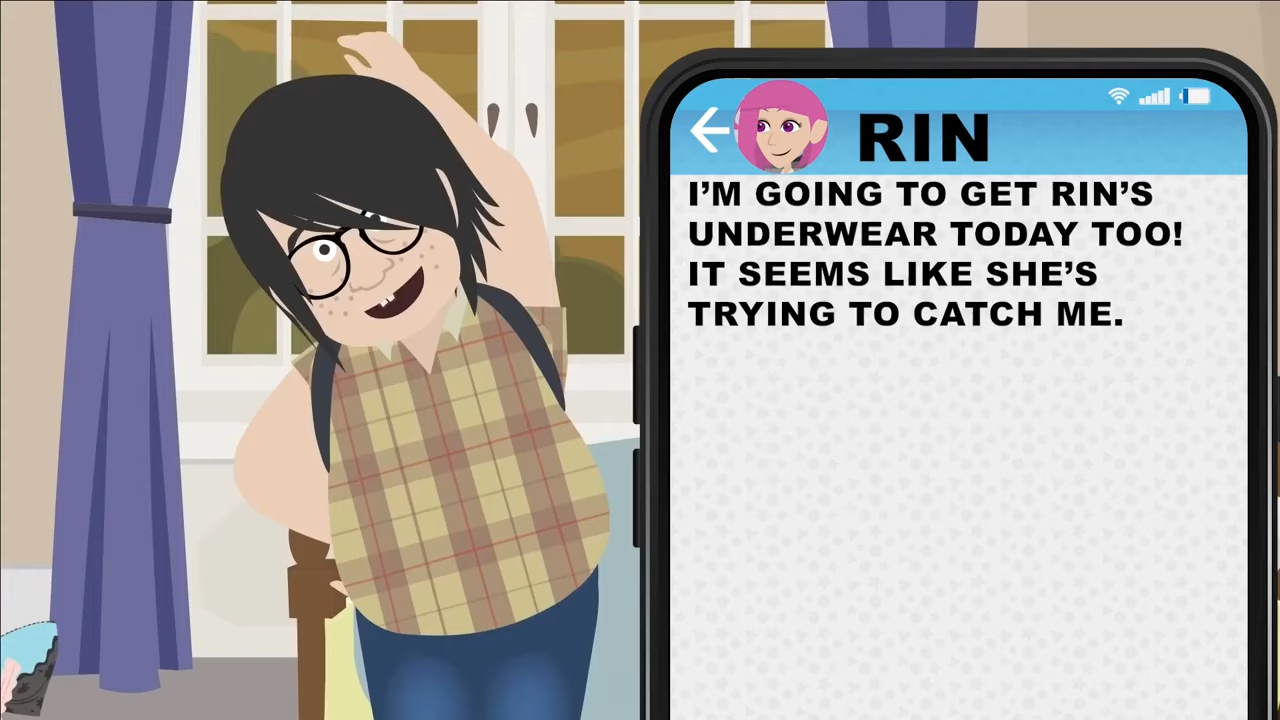 RIN
I’M GOING TO GET RIN’S
UNDERWEAR TODAY TOO!
IT SEEMS LIKE SHE’S
TRYING TO CATCH ME.